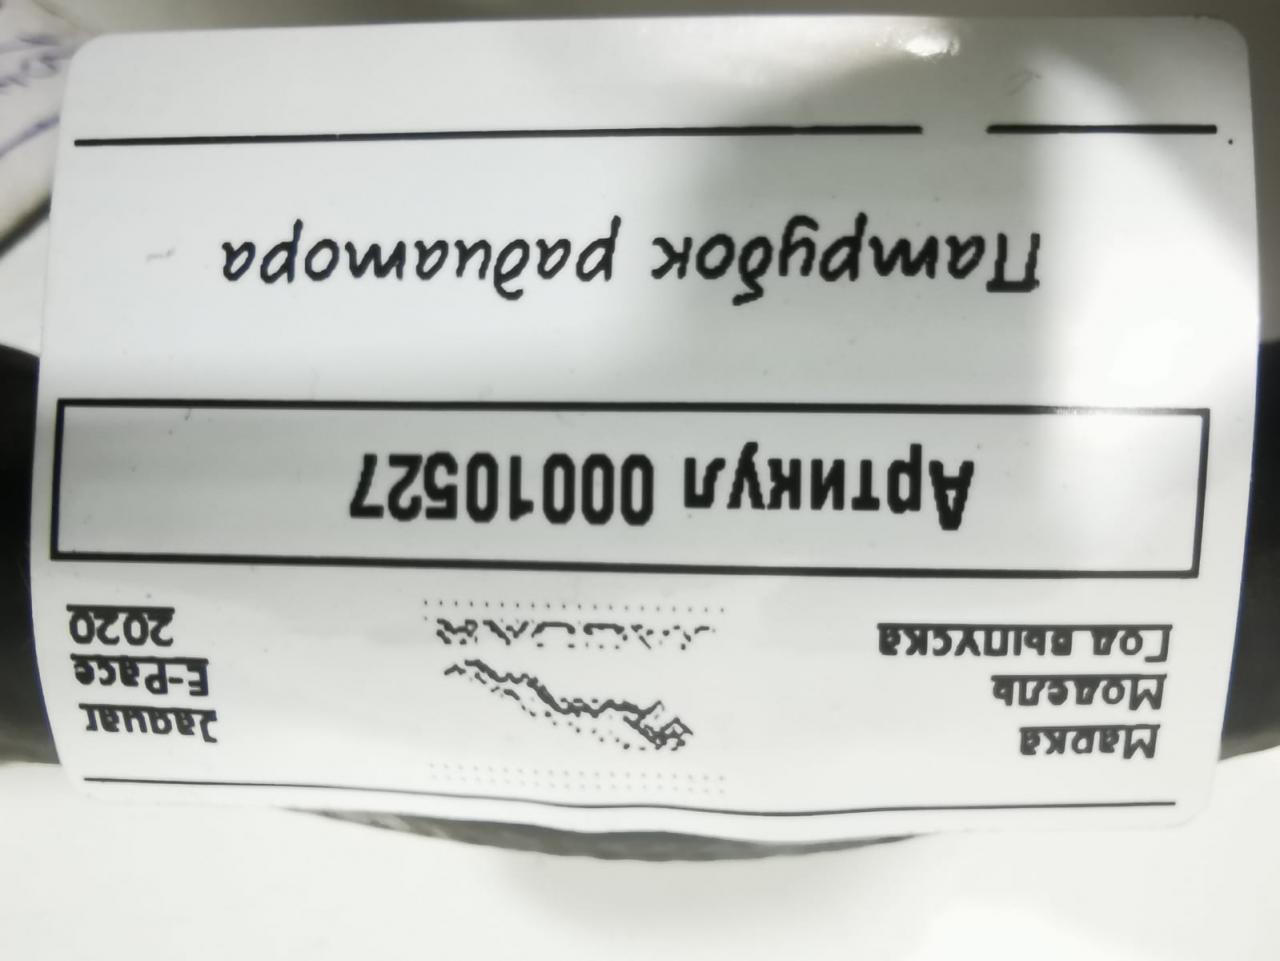 Марка Jaguar
Модель E-Pace
Год выпуска 2020
Артикул 00010527
Патрубок радиатора